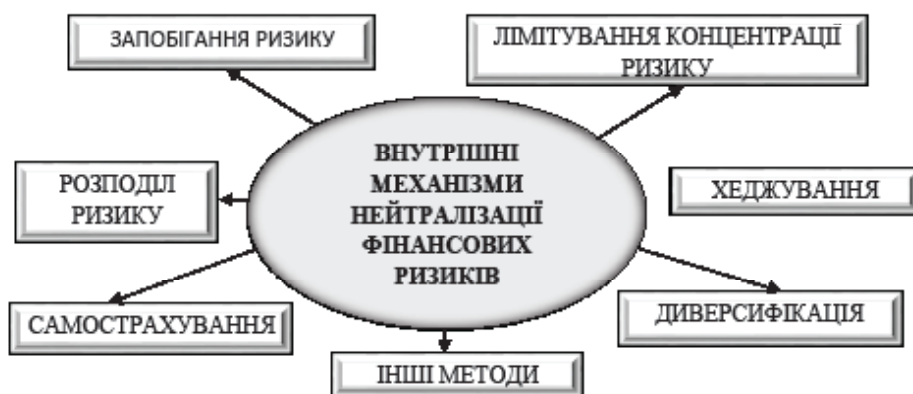 ЗАПОБІГАННЯ РИЗИКУ
ЛІМІТУВАННЯ КОНЦЕНТРАЦІЇ
РИЗИКУ
ВНУТРІШНІ
МЕХАНІЗМИ
НЕЙТРАЛІЗАЦІЇ
ФІНАНСОВИХ
РИЗИКІВ
РОЗПОДІЛ
РИЗИКУ
ХЕДЖУВАННЯ
САМОСТРАХУВАННЯ
ДИВЕРСИФІКАЦІЯ
ІНШІ МЕТОДИ